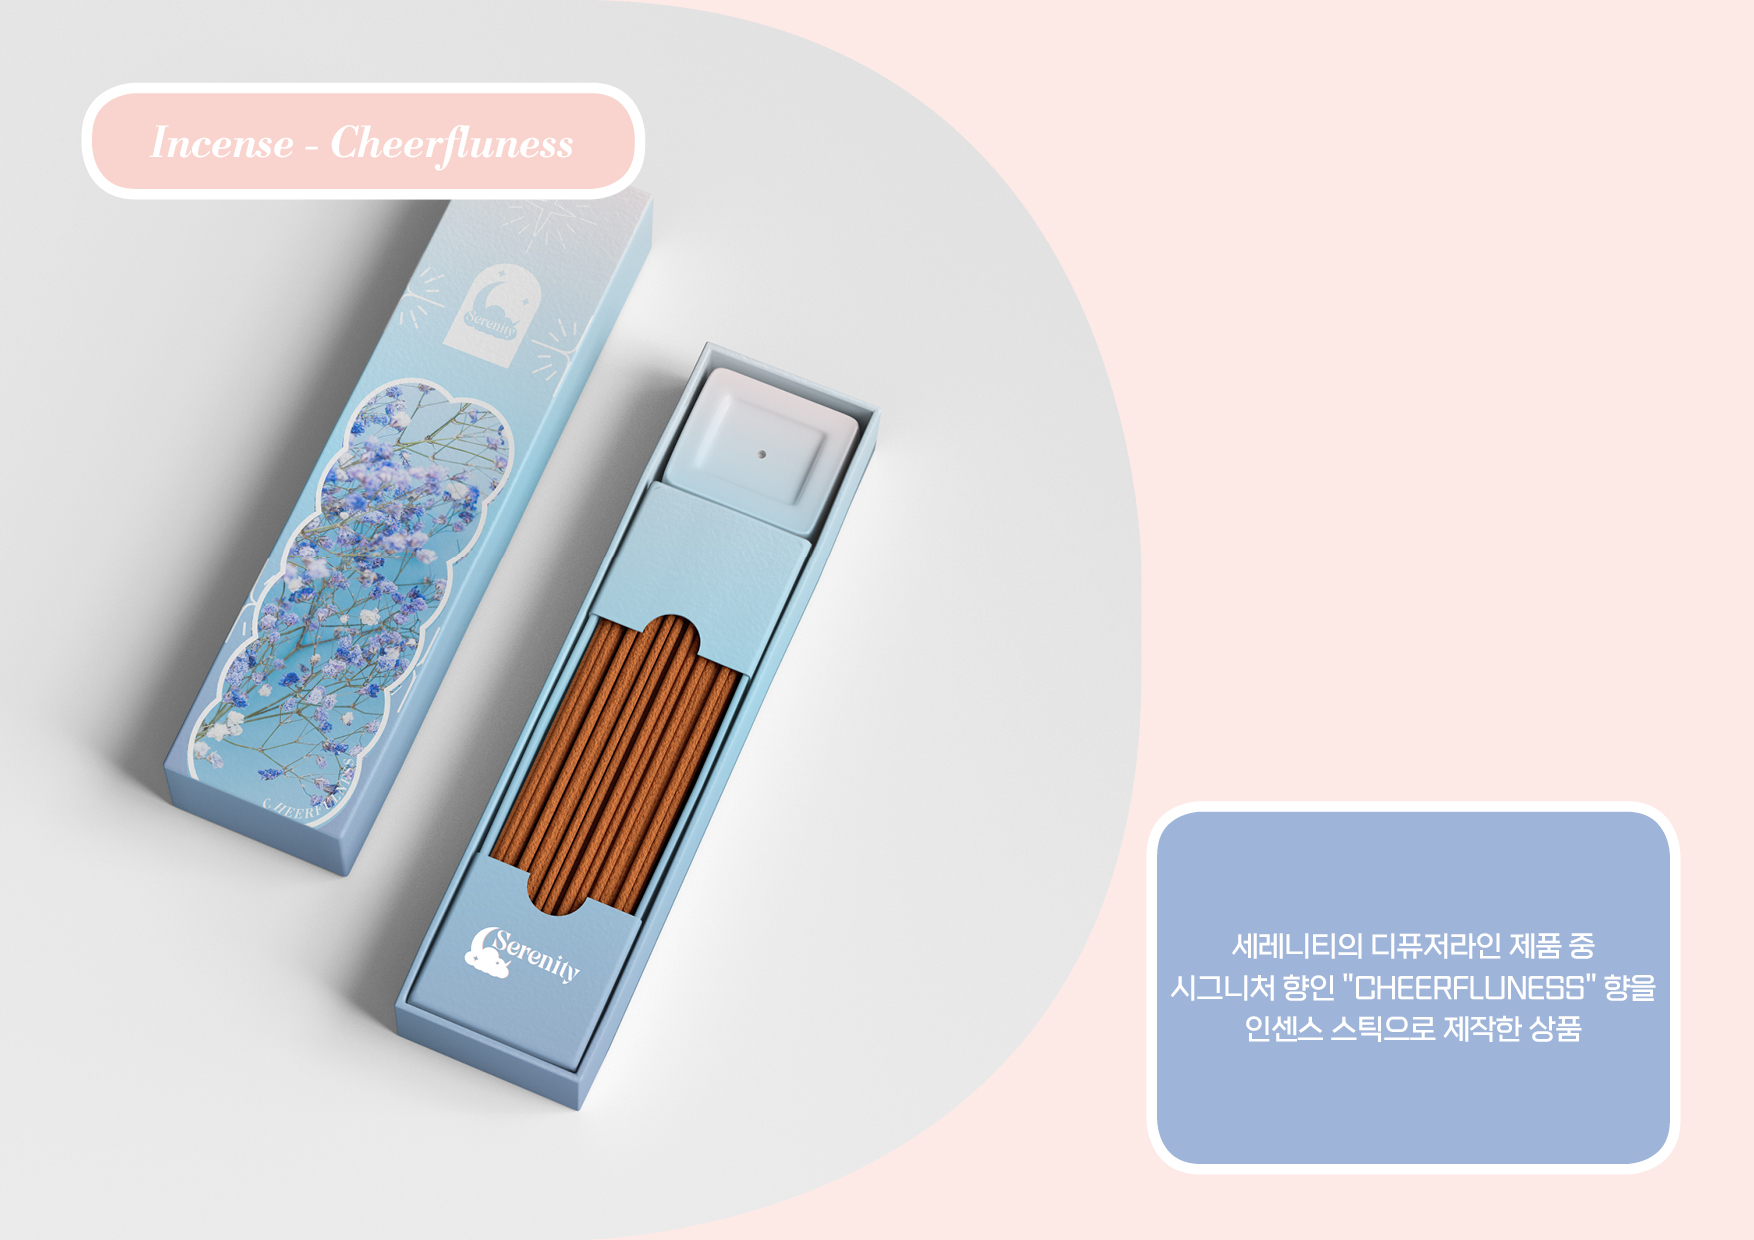 Incense - Cheerfluness
Serenity
CHEERFULNESS
Serenity
세레니티의 디퓨저라인 제품 중
시그니처 향인 "CHEERFLUNESS" 향을
인센스 스틱으로 제작한 상품